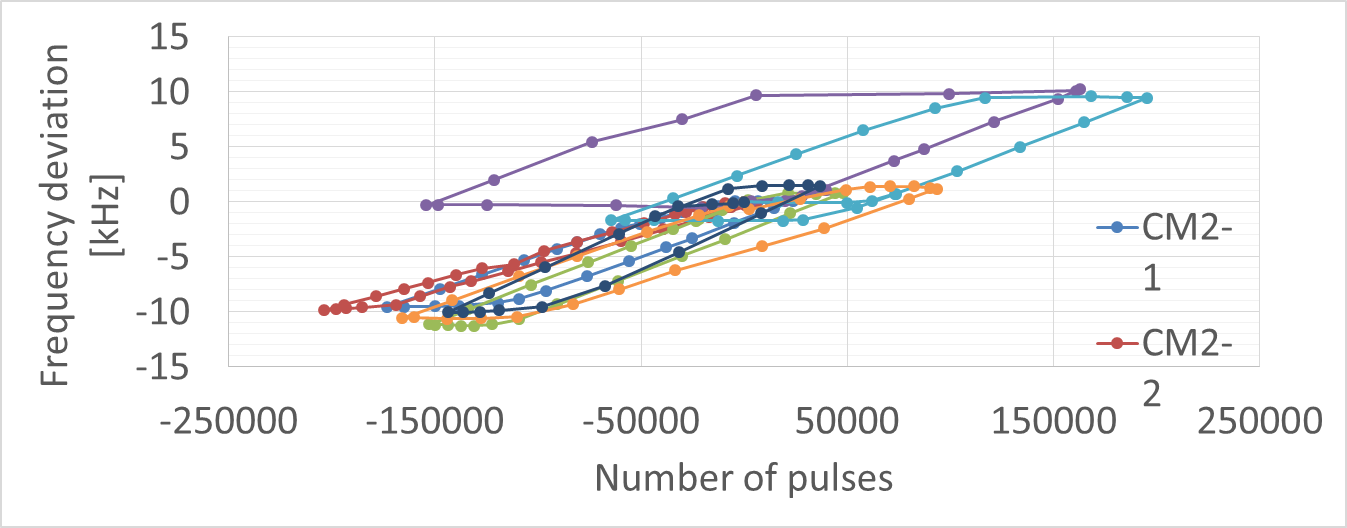 15
10
5
0
-5
-10
-15
Frequency deviation
[kHz]
CM2-
1
CM2-
2
-250000 -150000 -50000 50000 150000 250000
Number of pulses